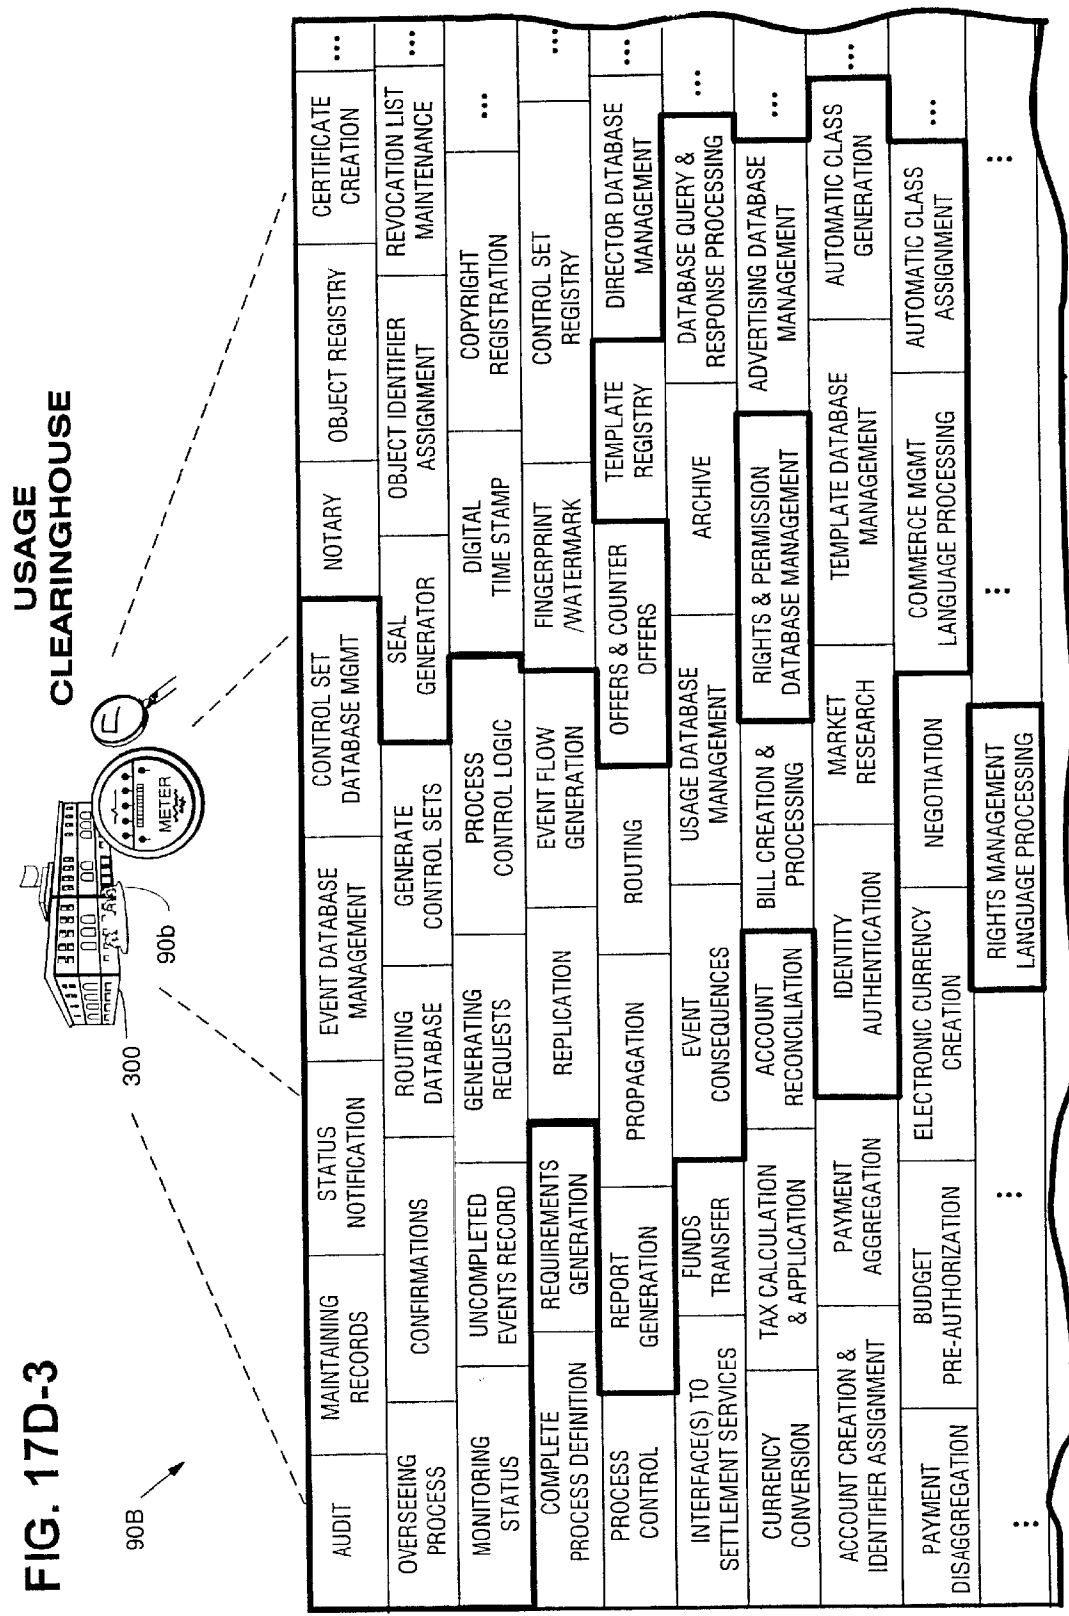 FIG. 17D-3
USAGE
CLEARINGHOUSE
90B
300
90b
METER
AUDIT
MAINTAINING
RECORDS
STATUS
NOTIFICATION
EVENT DATABASE
MANAGEMENT
CONTROL SET
DATABASE MGMT
NOTARY
OBJECT REGISTRY
CERTIFICATE
CREATION
...
OVERSEEING
PROCESS
CONFIRMATIONS
ROUTING
DATABASE
GENERATE
CONTROL SETS
SEAL
GENERATOR
OBJECT IDENTIFIER
ASSIGNMENT
REVOCATION LIST
MAINTENANCE
...
MONITORING
STATUS
UNCOMPLETED
EVENTS RECORD
GENERATING
REQUESTS
PROCESS
CONTROL LOGIC
DIGITAL
TIME STAMP
COPYRIGHT
REGISTRATION
...
COMPLETE
PROCESS DEFINITION
REQUIREMENTS
GENERATION
REPLICATION
EVENT FLOW
GENERATION
FINGERPRINT
/WATERMARK
CONTROL SET
REGISTRY
...
PROCESS
CONTROL
REPORT
GENERATION
PROPAGATION
ROUTING
OFFERS & COUNTER
OFFERS
TEMPLATE
REGISTRY
DIRECTOR DATABASE
MANAGEMENT
...
INTERFACE(S) TO
SETTLEMENT SERVICES
FUNDS
TRANSFER
EVENT
CONSEQUENCES
USAGE DATABASE
MANAGEMENT
ARCHIVE
DATABASE QUERY &
RESPONSE PROCESSING
...
CURRENCY
CONVERSION
TAX CALCULATION
& APPLICATION
ACCOUNT
RECONCILIATION
BILL CREATION &
PROCESSING
RIGHTS & PERMISSION
DATABASE MANAGEMENT
ADVERTISING DATABASE
MANAGEMENT
...
ACCOUNT CREATION &
IDENTIFIER ASSIGNMENT
PAYMENT
AGGREGATION
IDENTITY
AUTHENTICATION
MARKET
RESEARCH
TEMPLATE DATABASE
MANAGEMENT
AUTOMATIC CLASS
GENERATION
...
PAYMENT
DISAGGREGATION
BUDGET
PRE-AUTHORIZATION
ELECTRONIC CURRENCY
CREATION
NEGOTIATION
COMMERCE MGMT
LANGUAGE PROCESSING
AUTOMATIC CLASS
ASSIGNMENT
...
...
...
RIGHTS MANAGEMENT
LANGUAGE PROCESSING
...
...